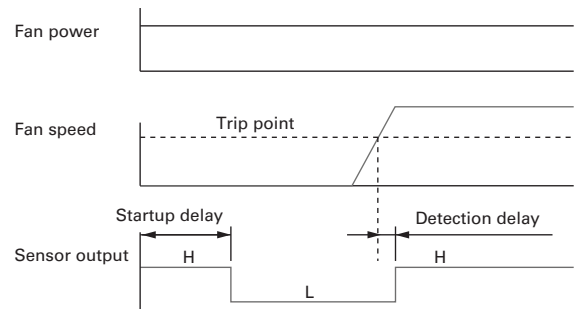 Fan power
Fan speed
Trip point
Startup delay
Detection delay
Sensor output
H
H
L